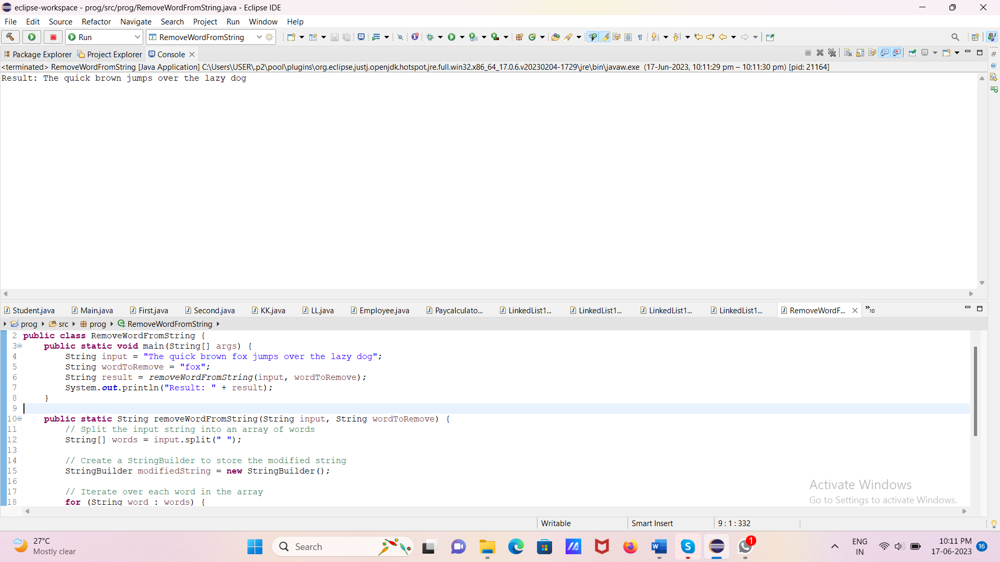 eclipse-workspace - prog/src/prog/RemoveWordFromString.java - Eclipse IDE
File Edit Source Refactor Navigate Search Project Run Window Help
Run RemoveWordFromString
Package Explorer Project Explorer Console
<terminated> RemoveWordFromString [Java Application] C:\Users\USER\.p2\pool\plugins\org.eclipse.justj.openjdk.hotspot.jre.full.win32.x86_64_17.0.6.v20230204-1729\jre\bin\javaw.exe (17-Jun-2023, 10:11:29 pm – 10:11:30 pm) [pid: 21164]
Result: The quick brown jumps over the lazy dog
Student.java Main.java First.java Second.java KK.java LL.java Employee.java Paycalculato... LinkedList1... LinkedList1... LinkedList1... LinkedList1... RemoveWordF... »10
prog src prog RemoveWordFromString
2 public class RemoveWordFromString {
3 public static void main(String[] args) {
4 String input = "The quick brown fox jumps over the lazy dog";
5 String wordToRemove = "fox";
6 String result = removeWordFromString(input, wordToRemove);
7 System.out.println("Result: " + result);
8 }
9
10 public static String removeWordFromString(String input, String wordToRemove) {
11 // Split the input string into an array of words
12 String[] words = input.split(" ");
13
14 // Create a StringBuilder to store the modified string
15 StringBuilder modifiedString = new StringBuilder();
16
17 // Iterate over each word in the array
18 for (String word : words) {
Activate Windows
Go to Settings to activate Windows.
Writable Smart Insert 9 : 1 : 332
27°C
Mostly clear
Search
1
ENG
IN
10:11 PM
17-06-2023
16